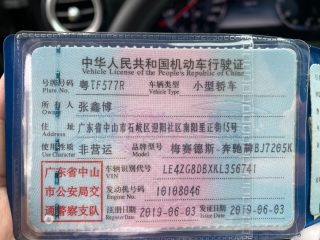 中华人民共和国机动车行驶证
Vehicle License of the People's Republic of China
号牌号码 粤TF577R 车辆类型 小型轿车
Plate No. Vehicle Type
所有人 张鑫博
Owner
住址 广东省中山市石岐区迎阳社区南阳里正街15号
Address
使用性质 非营运 品牌型号 梅赛德斯-奔驰牌BJ7205K
Use Character Model
广东省中山
市公安局交
通警察支队
车辆识别代号 LE4ZG8DBXKL356741
VIN
发动机号码 10108046
Engine No.
注册日期 2019-06-03 发证日期 2019-06-03
Register Date Issue Date